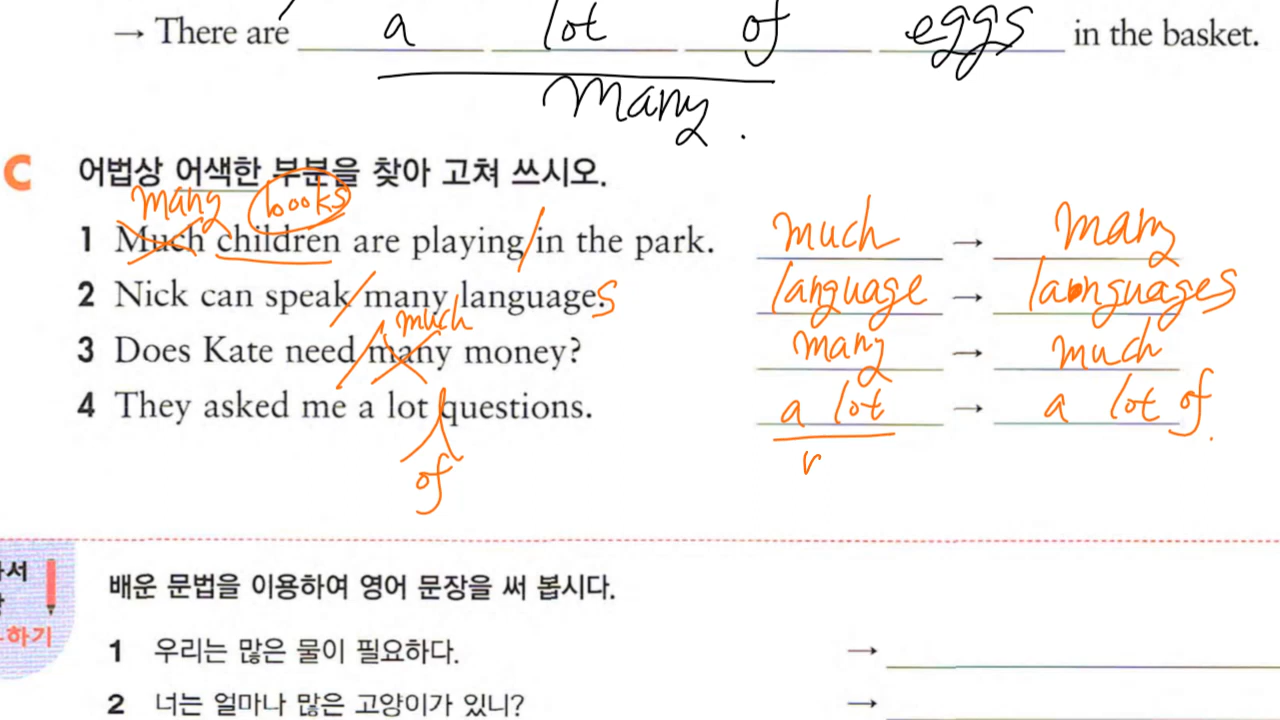 → There are a lot of eggs in the basket.
many.
C 어법상 어색한 부분을 찾아 고쳐 쓰시오.
many books
1 Much children are playing in the park. much → many
2 Nick can speak many languages language → languages
much
3 Does Kate need many money? many → much
4 They asked me a lot questions. a lot → a lot of.
of
배운 문법을 이용하여 영어 문장을 써 봅시다.
하기
1 우리는 많은 물이 필요하다. →
2 너는 얼마나 많은 고양이가 있니? →